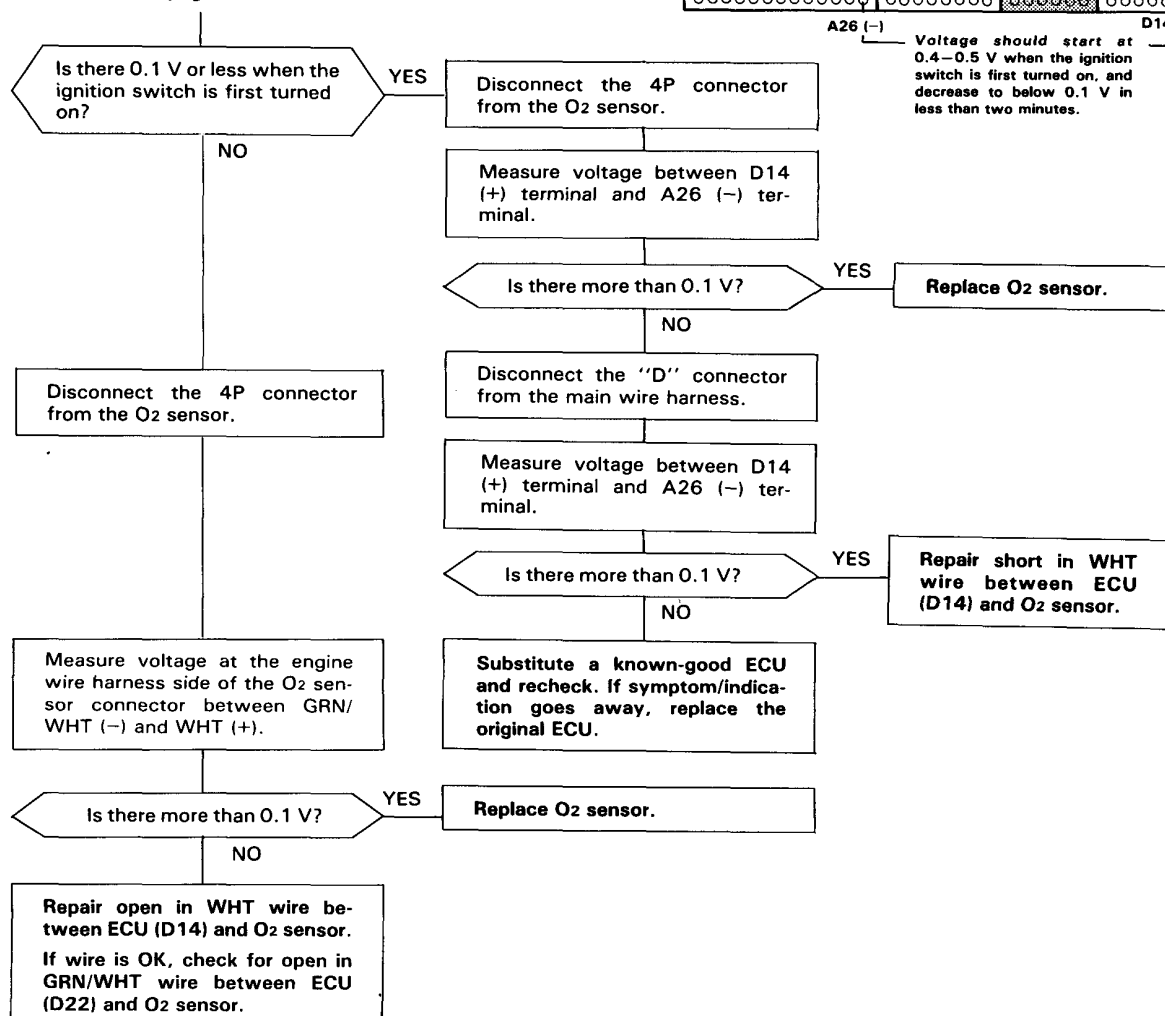 A26 (−)
D14
Voltage should start at
0.4—0.5 V when the ignition
switch is first turned on, and
decrease to below 0.1 V in
less than two minutes.
Is there 0.1 V or less when the
ignition switch is first turned
on?
YES
Disconnect the 4P connector
from the O2 sensor.
NO
Measure voltage between D14
(+) terminal and A26 (−) ter-
minal.
Is there more than 0.1 V?
YES
Replace O2 sensor.
NO
Disconnect the 4P connector
from the O2 sensor.
Disconnect the "D" connector
from the main wire harness.
Measure voltage between D14
(+) terminal and A26 (−) ter-
minal.
Is there more than 0.1 V?
YES
Repair short in WHT
wire between ECU
(D14) and O2 sensor.
NO
Measure voltage at the engine
wire harness side of the O2 sen-
sor connector between GRN/
WHT (−) and WHT (+).
Substitute a known-good ECU
and recheck. If symptom/indica-
tion goes away, replace the
original ECU.
Is there more than 0.1 V?
YES
Replace O2 sensor.
NO
Repair open in WHT wire be-
tween ECU (D14) and O2 sensor.
If wire is OK, check for open in
GRN/WHT wire between ECU
(D22) and O2 sensor.